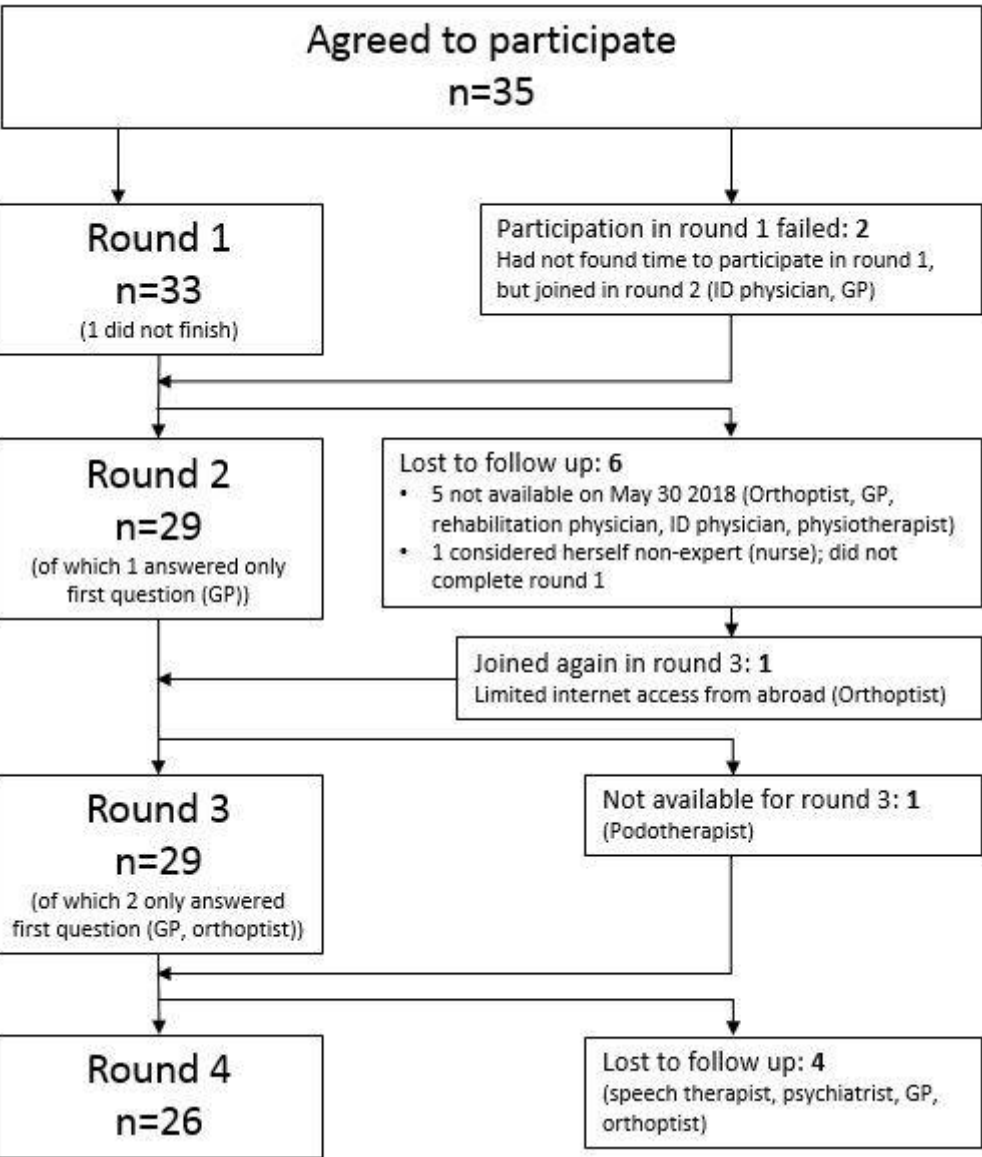 Agreed to participate
n=35
Round 1
n=33
(1 did not finish)
Participation in round 1 failed: 2
Had not found time to participate in round 1,
but joined in round 2 (ID physician, GP)
Round 2
n=29
(of which 1 answered only
first question (GP))
Lost to follow up: 6
• 5 not available on May 30 2018 (Orthoptist, GP,
rehabilitation physician, ID physician, physiotherapist)
• 1 considered herself non-expert (nurse); did not
complete round 1
Joined again in round 3: 1
Limited internet access from abroad (Orthoptist)
Round 3
n=29
(of which 2 only answered
first question (GP, orthoptist))
Not available for round 3: 1
(Podotherapist)
Round 4
n=26
Lost to follow up: 4
(speech therapist, psychiatrist, GP,
orthoptist)